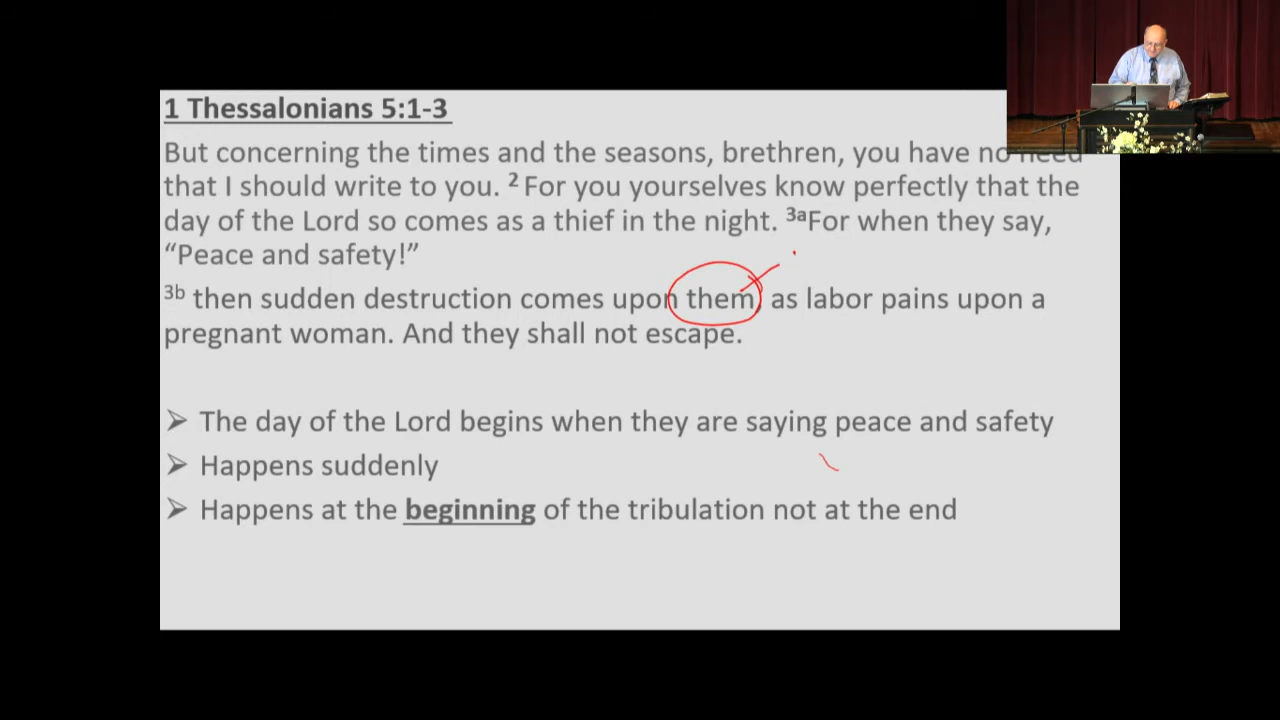 1 Thessalonians 5:1-3
But concerning the times and the seasons, brethren, you have no need
that I should write to you. 2 For you yourselves know perfectly that the
day of the Lord so comes as a thief in the night. 3a For when they say,
“Peace and safety!”
3b then sudden destruction comes upon them, as labor pains upon a
pregnant woman. And they shall not escape.
➢ The day of the Lord begins when they are saying peace and safety
➢ Happens suddenly
➢ Happens at the beginning of the tribulation not at the end